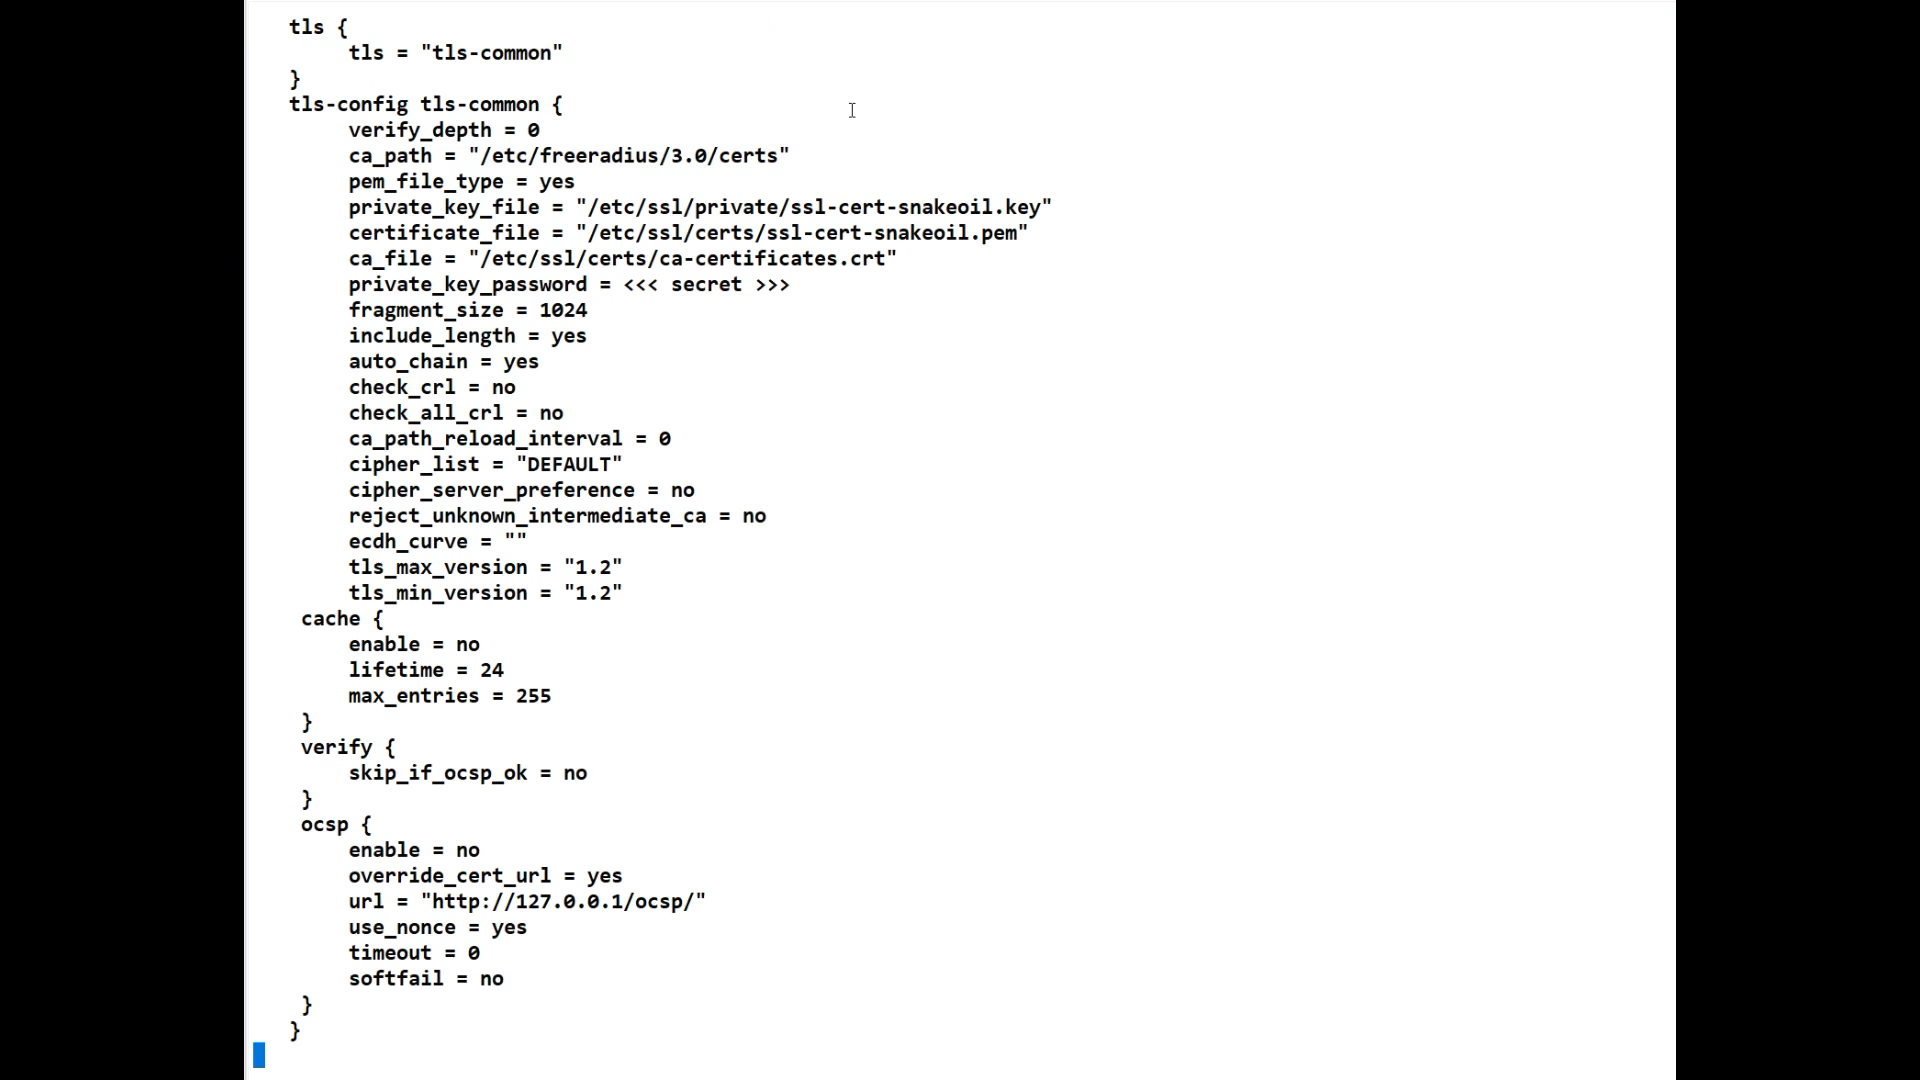 tls {
tls = "tls-common"
}
tls-config tls-common {
verify_depth = 0
ca_path = "/etc/freeradius/3.0/certs"
pem_file_type = yes
private_key_file = "/etc/ssl/private/ssl-cert-snakeoil.key"
certificate_file = "/etc/ssl/certs/ssl-cert-snakeoil.pem"
ca_file = "/etc/ssl/certs/ca-certificates.crt"
private_key_password = <<< secret >>>
fragment_size = 1024
include_length = yes
auto_chain = yes
check_crl = no
check_all_crl = no
ca_path_reload_interval = 0
cipher_list = "DEFAULT"
cipher_server_preference = no
reject_unknown_intermediate_ca = no
ecdh_curve = ""
tls_max_version = "1.2"
tls_min_version = "1.2"
cache {
enable = no
lifetime = 24
max_entries = 255
}
verify {
skip_if_ocsp_ok = no
}
ocsp {
enable = no
override_cert_url = yes
url = "http://127.0.0.1/ocsp/"
use_nonce = yes
timeout = 0
softfail = no
}
}